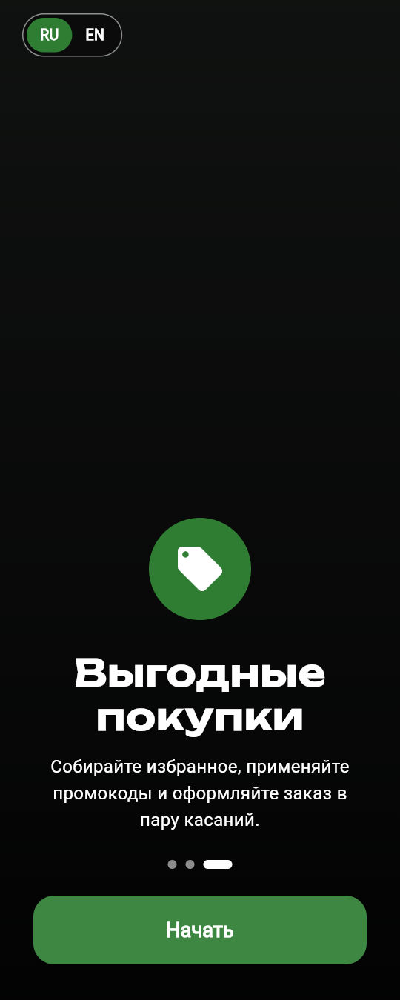 RU EN
Выгодные
покупки
Собирайте избранное, применяйте
промокоды и оформляйте заказ в
пару касаний.
Начать